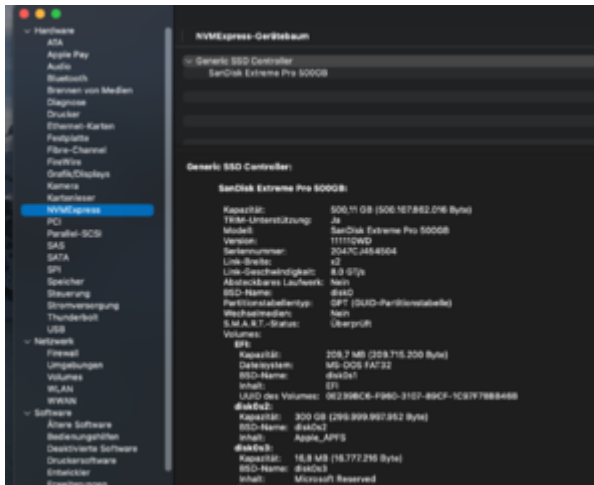 Hardware
ATA
Apple Pay
Audio
Bluetooth
Brennen von Medien
Diagnose
Drucker
Ethernet-Karten
Festplatte
Fibre-Channel
FireWire
Grafik/Displays
Kamera
Kartenleser
NVMExpress
PCI
Parallel-SCSI
SAS
SATA
SPI
Speicher
Steuerung
Stromversorgung
Thunderbolt
USB
Netzwerk
Firewall
Umgebungen
Volumes
WLAN
WWAN
Software
Ältere Software
Bedienungshilfen
Deaktivierte Software
Druckersoftware
Entwickler
Erweiterungen
NVMExpress-Gerätebaum
Generic SSD Controller
SanDisk Extreme Pro 500GB
Generic SSD Controller:
SanDisk Extreme Pro 500GB:
Kapazität: 500,11 GB (500.107.862.016 Byte)
TRIM-Unterstützung: Ja
Modell: SanDisk Extreme Pro 500GB
Version: 111110WD
Seriennummer:
Link-Breite: x2
Link-Geschwindigkeit: 8.0 GT/s
Absteckbares Laufwerk: Nein
BSD-Name: disk0
Partitionstabellentyp: GPT (GUID-Partitionstabelle)
Wechselmedien: Nein
S.M.A.R.T.-Status: Überprüft
Volumes:
EFI:
Kapazität: 209,7 MB (209.715.200 Byte)
Dateisystem: MS-DOS FAT32
BSD-Name: disk0s1
Inhalt: EFI
UUID des Volumes:
disk0s2:
Kapazität: 300 GB (299.999.997.952 Byte)
BSD-Name: disk0s2
Inhalt: Apple_APFS
disk0s3:
Kapazität: 16,8 MB (16.777.216 Byte)
BSD-Name: disk0s3
Inhalt: Microsoft Reserved